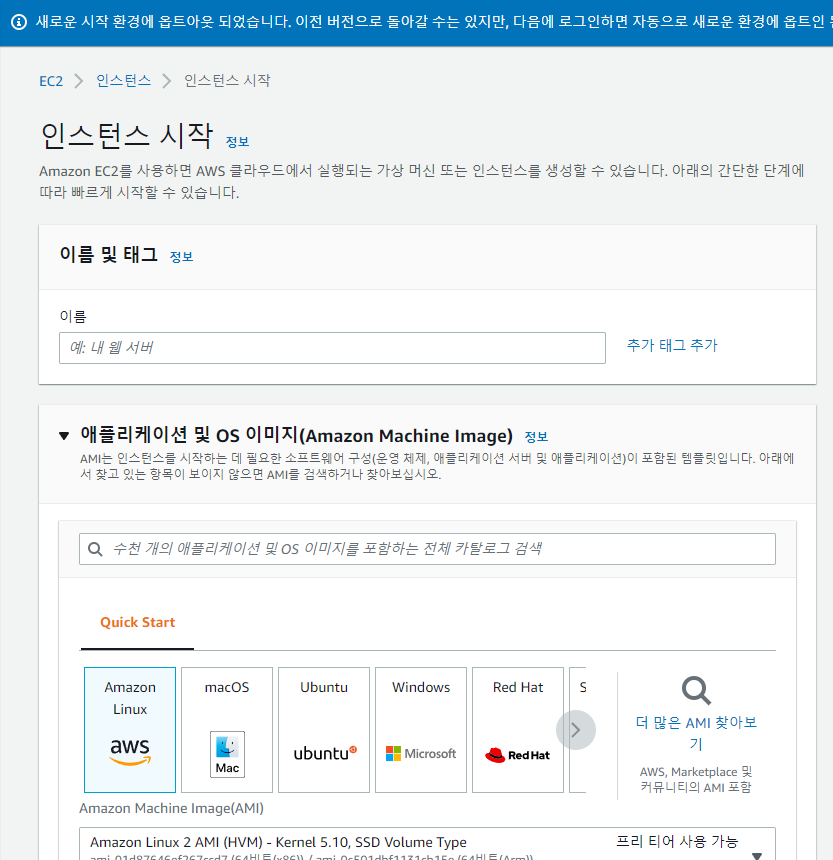 새로운 시작 환경에 옵트아웃 되었습니다. 이전 버전으로 돌아갈 수는 있지만, 다음에 로그인하면 자동으로 새로운 환경에 옵트인
EC2 인스턴스 인스턴스 시작
인스턴스 시작 정보
Amazon EC2를 사용하면 AWS 클라우드에서 실행되는 가상 머신 또는 인스턴스를 생성할 수 있습니다. 아래의 간단한 단계에
따라 빠르게 시작할 수 있습니다.
이름 및 태그 정보
이름
예: 내 웹 서버
추가 태그 추가
애플리케이션 및 OS 이미지(Amazon Machine Image) 정보
AMI는 인스턴스를 시작하는 데 필요한 소프트웨어 구성(운영 체제, 애플리케이션 서버 및 애플리케이션)이 포함된 템플릿입니다. 아래에
서 찾고 있는 항목이 보이지 않으면 AMI를 검색하거나 찾아보십시오.
수천 개의 애플리케이션 및 OS 이미지를 포함하는 전체 카탈로그 검색
Quick Start
Amazon
Linux
aws
macOS
Mac
Ubuntu
ubuntu
Windows
Microsoft
Red Hat
Red Hat
S
더 많은 AMI 찾아보
기
AWS, Marketplace 및
커뮤니티의 AMI 포함
Amazon Machine Image(AMI)
Amazon Linux 2 AMI (HVM) - Kernel 5.10, SSD Volume Type
프리 티어 사용 가능